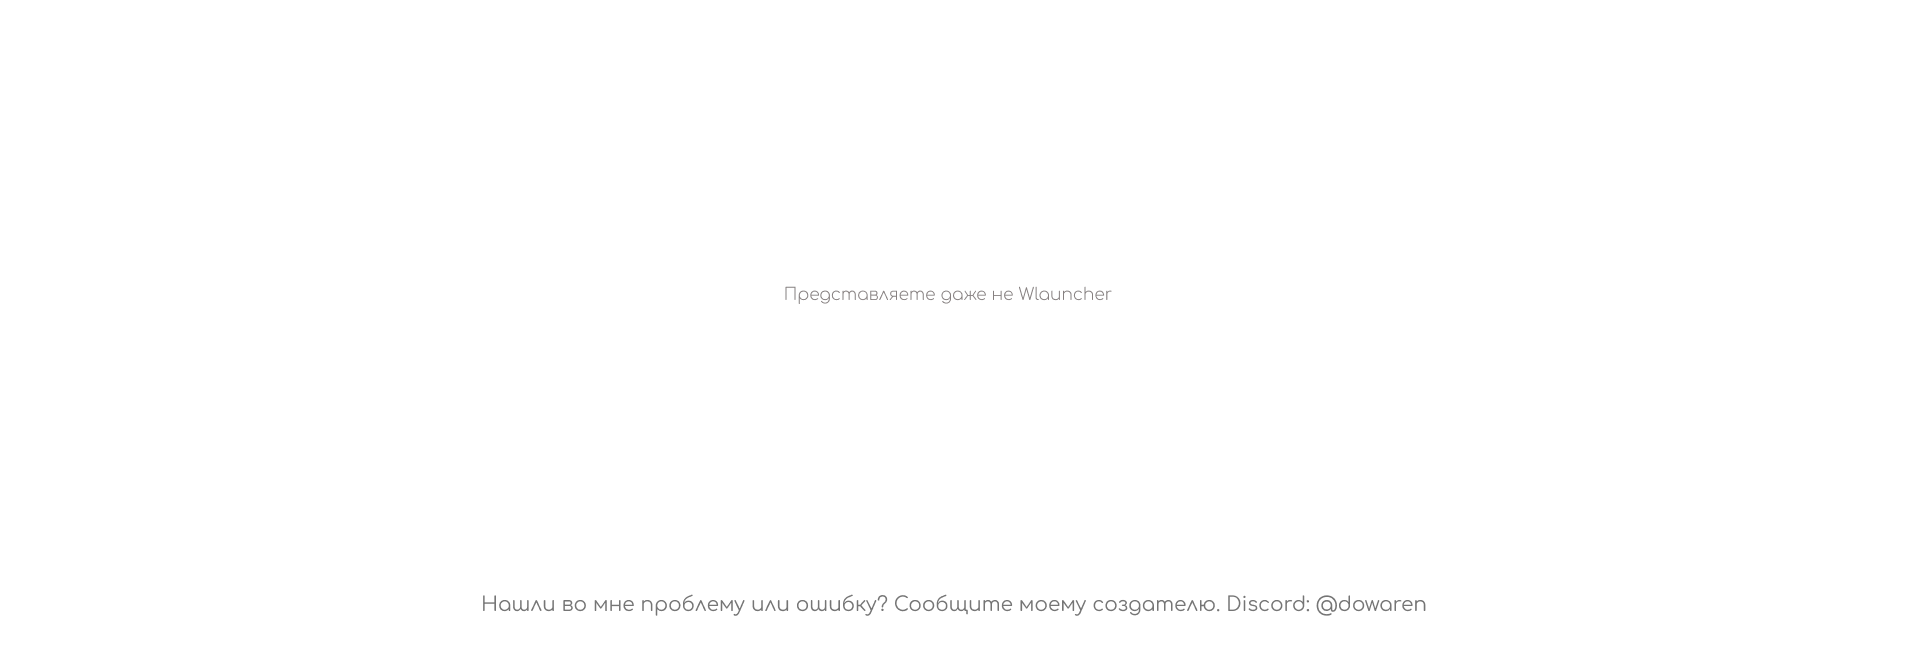 Представляете даже не Wlauncher
Нашли во мне проблему или ошибку? Сообщите моему создателю. Discord: @dowaren